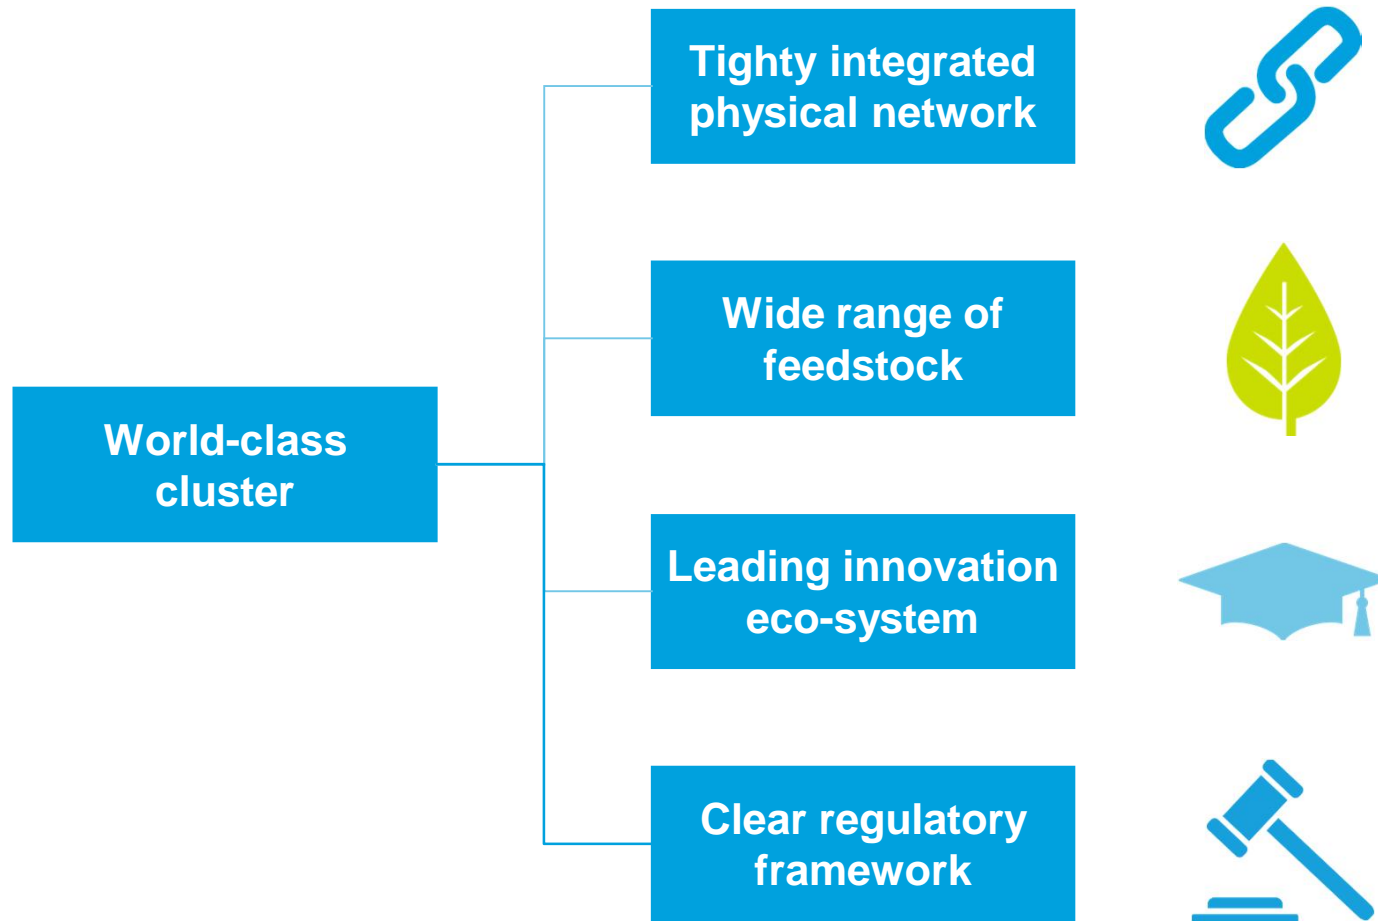 Tighty integrated
physical network
Wide range of
feedstock
World-class
cluster
Leading innovation
eco-system
Clear regulatory
framework